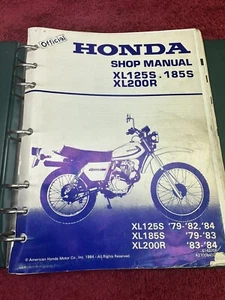 Official
HONDA
SHOP MANUAL
XL125S . 185S
XL200R
XL125S '79-'82, '84
XL185S '79-'83
XL200R '83-'84
© American Honda Motor Co., Inc. 1984 - All Rights Reserved